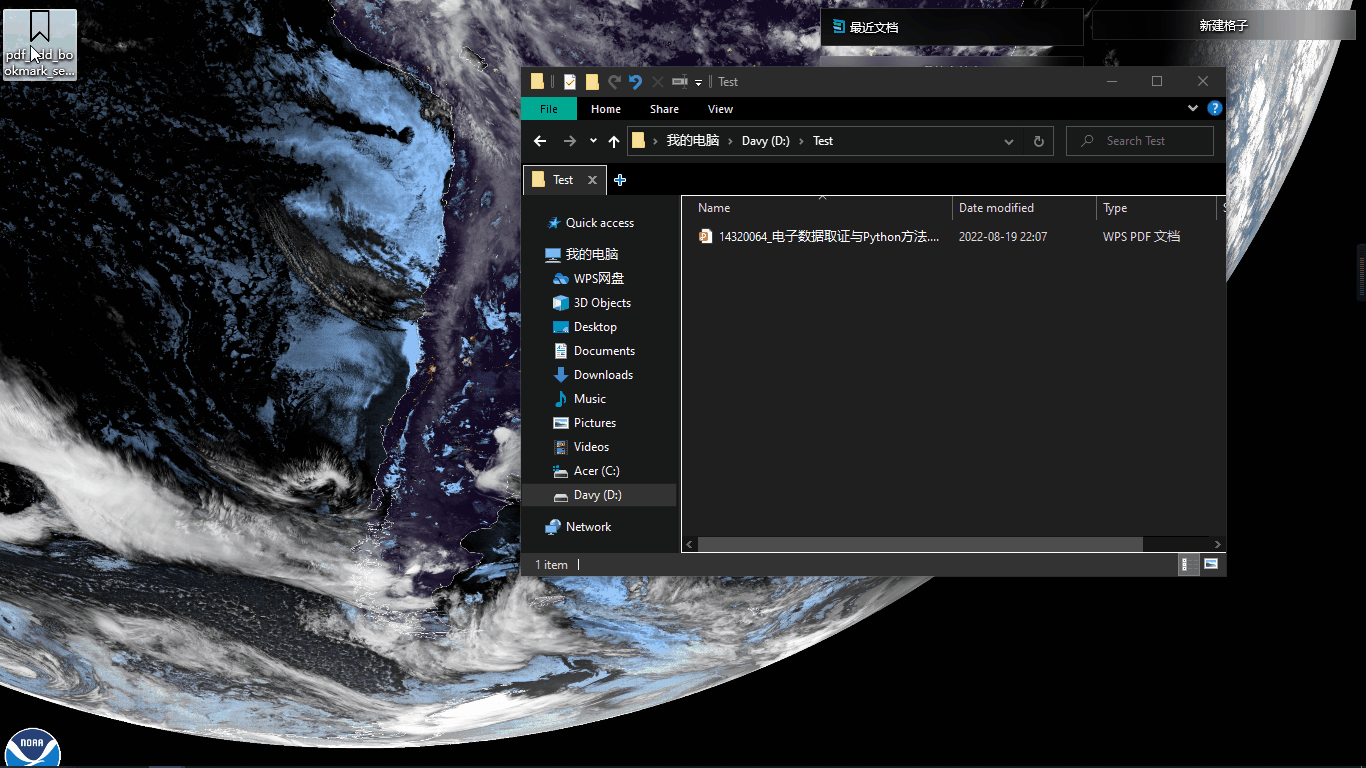 pdf_add_bo
okmark_se...
最近文档
新建格子
Test
File
Home
Share
View
我的电脑
Davy (D:)
Test
Search Test
Test
Name
Date modified
Type
Quick access
14320064_电子数据取证与Python方法....
2022-08-19 22:07
WPS PDF 文档
我的电脑
WPS网盘
3D Objects
Desktop
Documents
Downloads
Music
Pictures
Videos
Acer (C:)
Davy (D:)
Network
1 item
NOAA